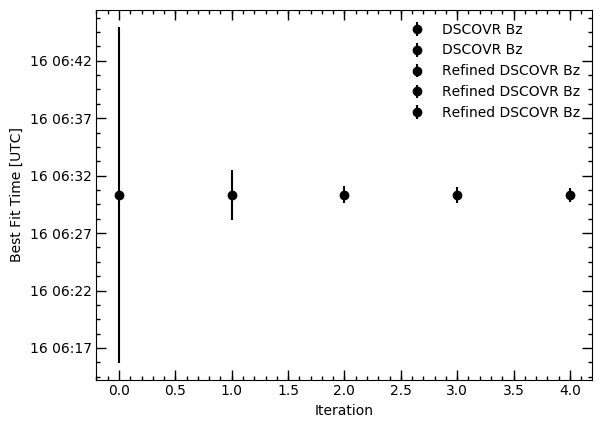 DSCOVR Bz
DSCOVR Bz
Refined DSCOVR Bz
Refined DSCOVR Bz
Refined DSCOVR Bz
16 06:42
16 06:37
16 06:32
16 06:27
16 06:22
16 06:17
Best Fit Time [UTC]
0.0 0.5 1.0 1.5 2.0 2.5 3.0 3.5 4.0
Iteration